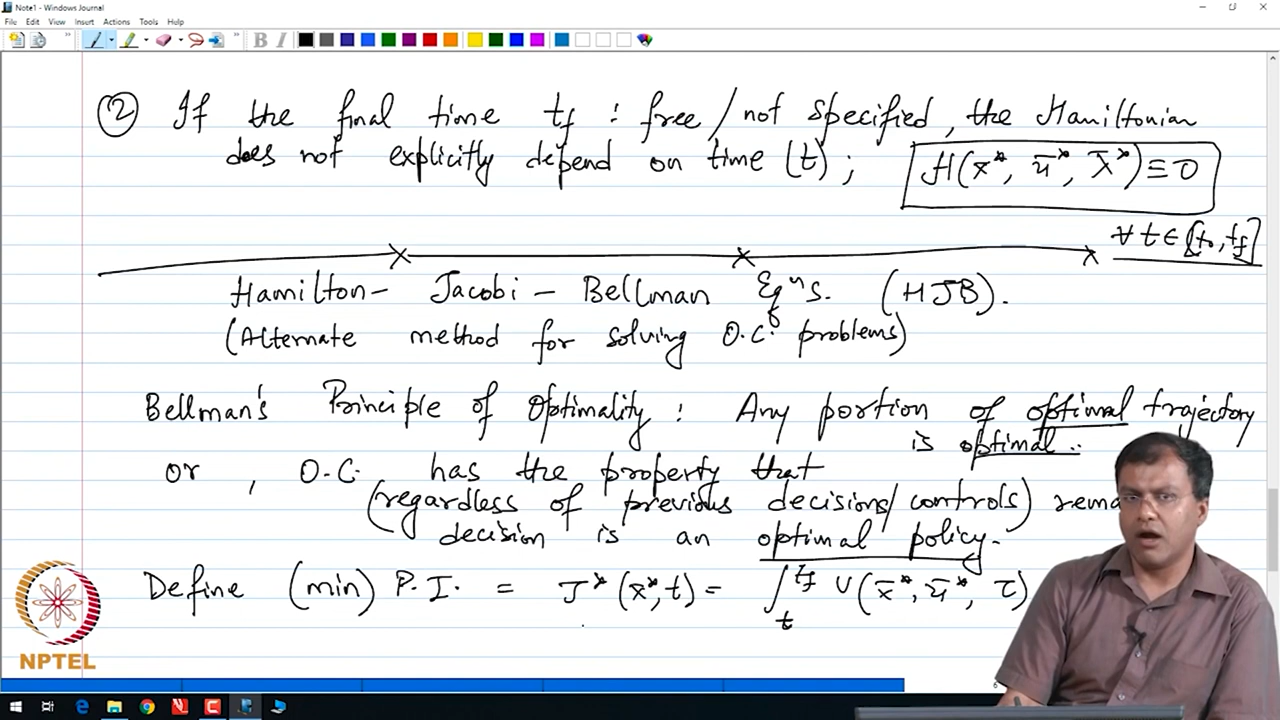 Note1 - Windows Journal
File Edit View Insert Actions Tools Help
B I
② If the final time tf : free / not specified, the Hamiltonian
does not explicitly depend on time (t) ; H(x̄*, ū*, λ̄*) ≡ 0
∀ t ∈ [t₀, tf]
Hamilton - Jacobi - Bellman Eqⁿs. (HJB).
(Alternate method for solving O.C. problems)
Bellman's Principle of Optimality : Any portion of optimal trajectory
is optimal.
or , O.C. has the property that
(regardless of previous decisions/controls) rema
decision is an optimal policy.
Define (min) P.I. = J* (x̄*, t) = ∫ₜ^tf V(x̄*, ū*, τ)
NPTEL